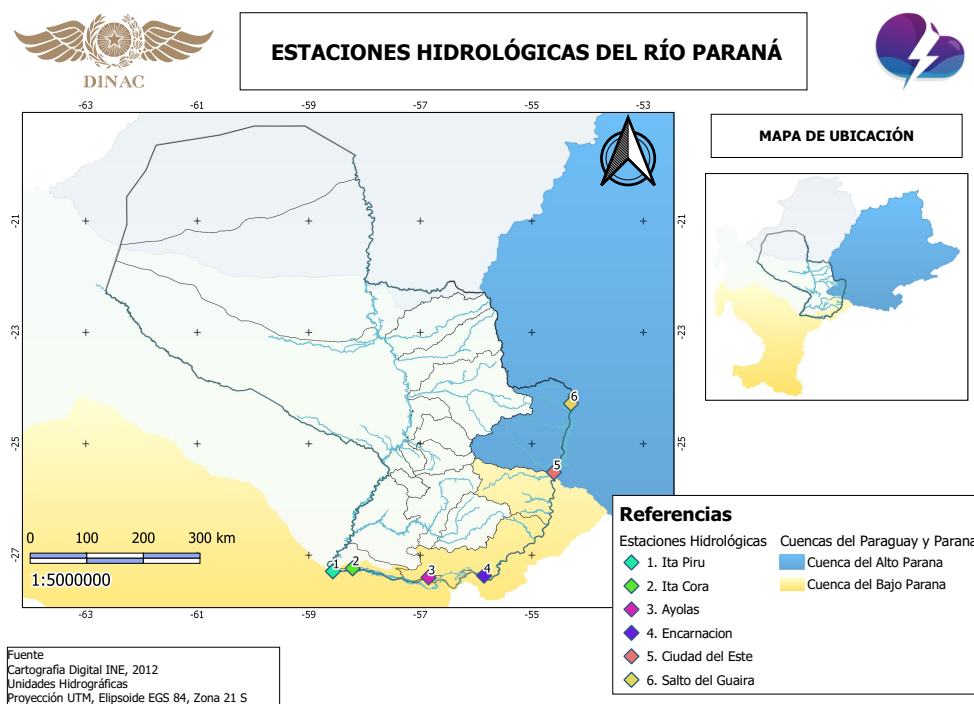 DINAC
ESTACIONES HIDROLÓGICAS DEL RÍO PARANÁ
-63 -61 -59 -57 -55 -53
MAPA DE UBICACIÓN
-21 -21
-23 -23
-25 -25
-27
6
5
4
3
2
1
0 100 200 300 km
1:5000000
-63 -61 -59 -57 -55
Referencias
Estaciones Hidrológicas
1. Ita Piru
2. Ita Cora
3. Ayolas
4. Encarnacion
5. Ciudad del Este
6. Salto del Guaira
Cuencas del Paraguay y Parana
Cuenca del Alto Parana
Cuenca del Bajo Parana
Fuente
Cartografía Digital INE, 2012
Unidades Hidrográficas
Proyección UTM, Elipsoide EGS 84, Zona 21 S